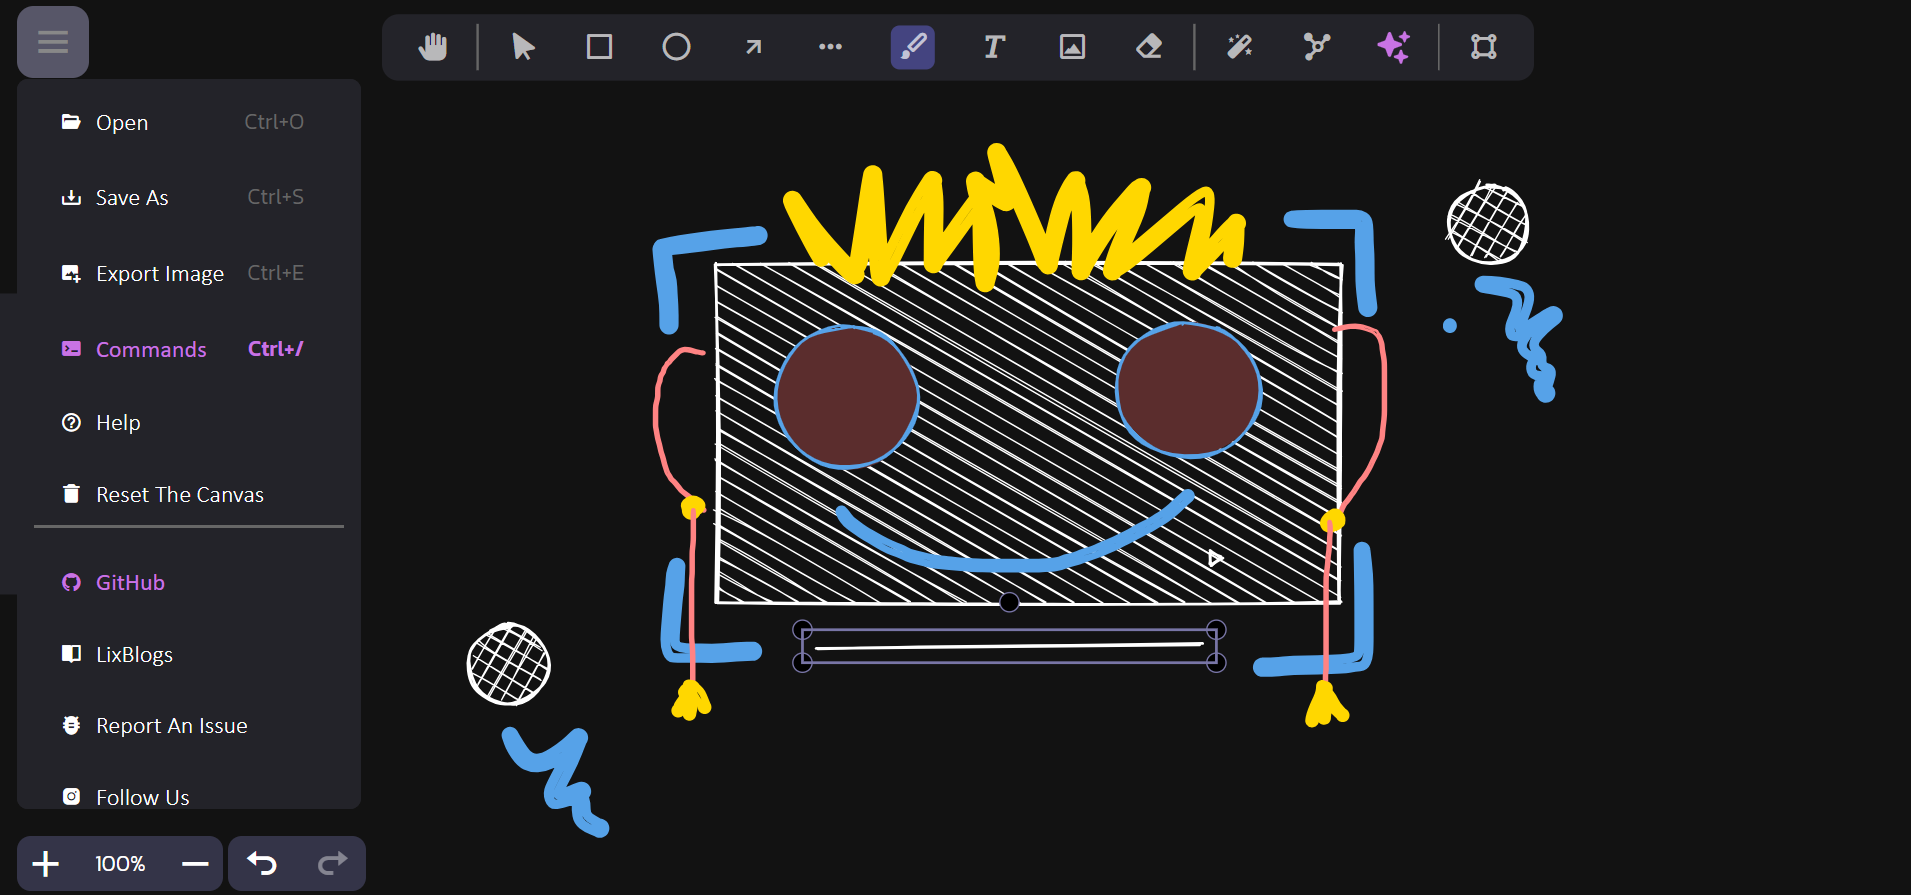 Open Ctrl+O
Save As Ctrl+S
Export Image Ctrl+E
Commands Ctrl+/
Help
Reset The Canvas
GitHub
LixBlogs
Report An Issue
Follow Us
100%
T